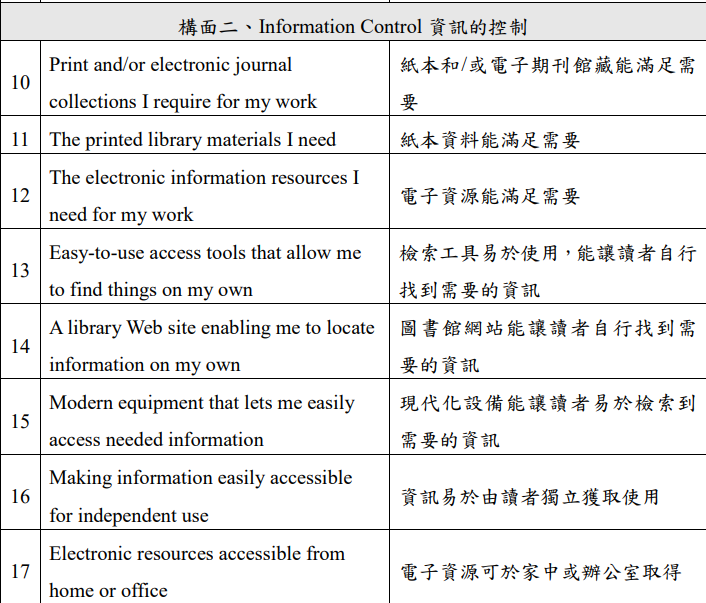 構面二、Information Control 資訊的控制
10
Print and/or electronic journal
collections I require for my work
紙本和/或電子期刊館藏能滿足需
要
11
The printed library materials I need
紙本資料能滿足需要
12
The electronic information resources I
need for my work
電子資源能滿足需要
13
Easy-to-use access tools that allow me
to find things on my own
檢索工具易於使用，能讓讀者自行
找到需要的資訊
14
A library Web site enabling me to locate
information on my own
圖書館網站能讓讀者自行找到需
要的資訊
15
Modern equipment that lets me easily
access needed information
現代化設備能讓讀者易於檢索到
需要的資訊
16
Making information easily accessible
for independent use
資訊易於由讀者獨立獲取使用
17
Electronic resources accessible from
home or office
電子資源可於家中或辦公室取得